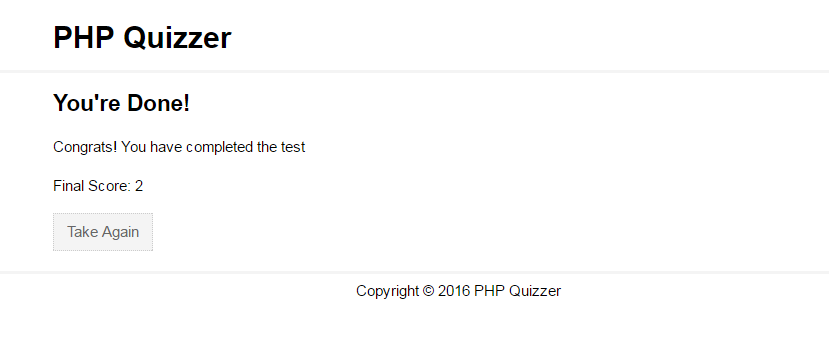 PHP Quizzer
You're Done!
Congrats! You have completed the test
Final Score: 2
Take Again
Copyright © 2016 PHP Quizzer